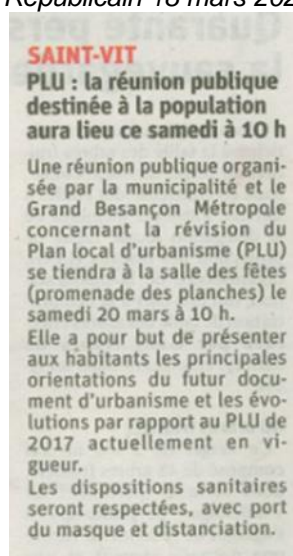 Républicain 18 mars 202
SAINT-VIT
PLU : la réunion publique
destinée à la population
aura lieu ce samedi à 10 h
Une réunion publique organi-
sée par la municipalité et le
Grand Besançon Métropole
concernant la révision du
Plan local d'urbanisme (PLU)
se tiendra à la salle des fêtes
(promenade des planches) le
samedi 20 mars à 10 h.
Elle a pour but de présenter
aux habitants les principales
orientations du futur docu-
ment d'urbanisme et les évo-
lutions par rapport au PLU de
2017 actuellement en vi-
gueur.
Les dispositions sanitaires
seront respectées, avec port
du masque et distanciation.